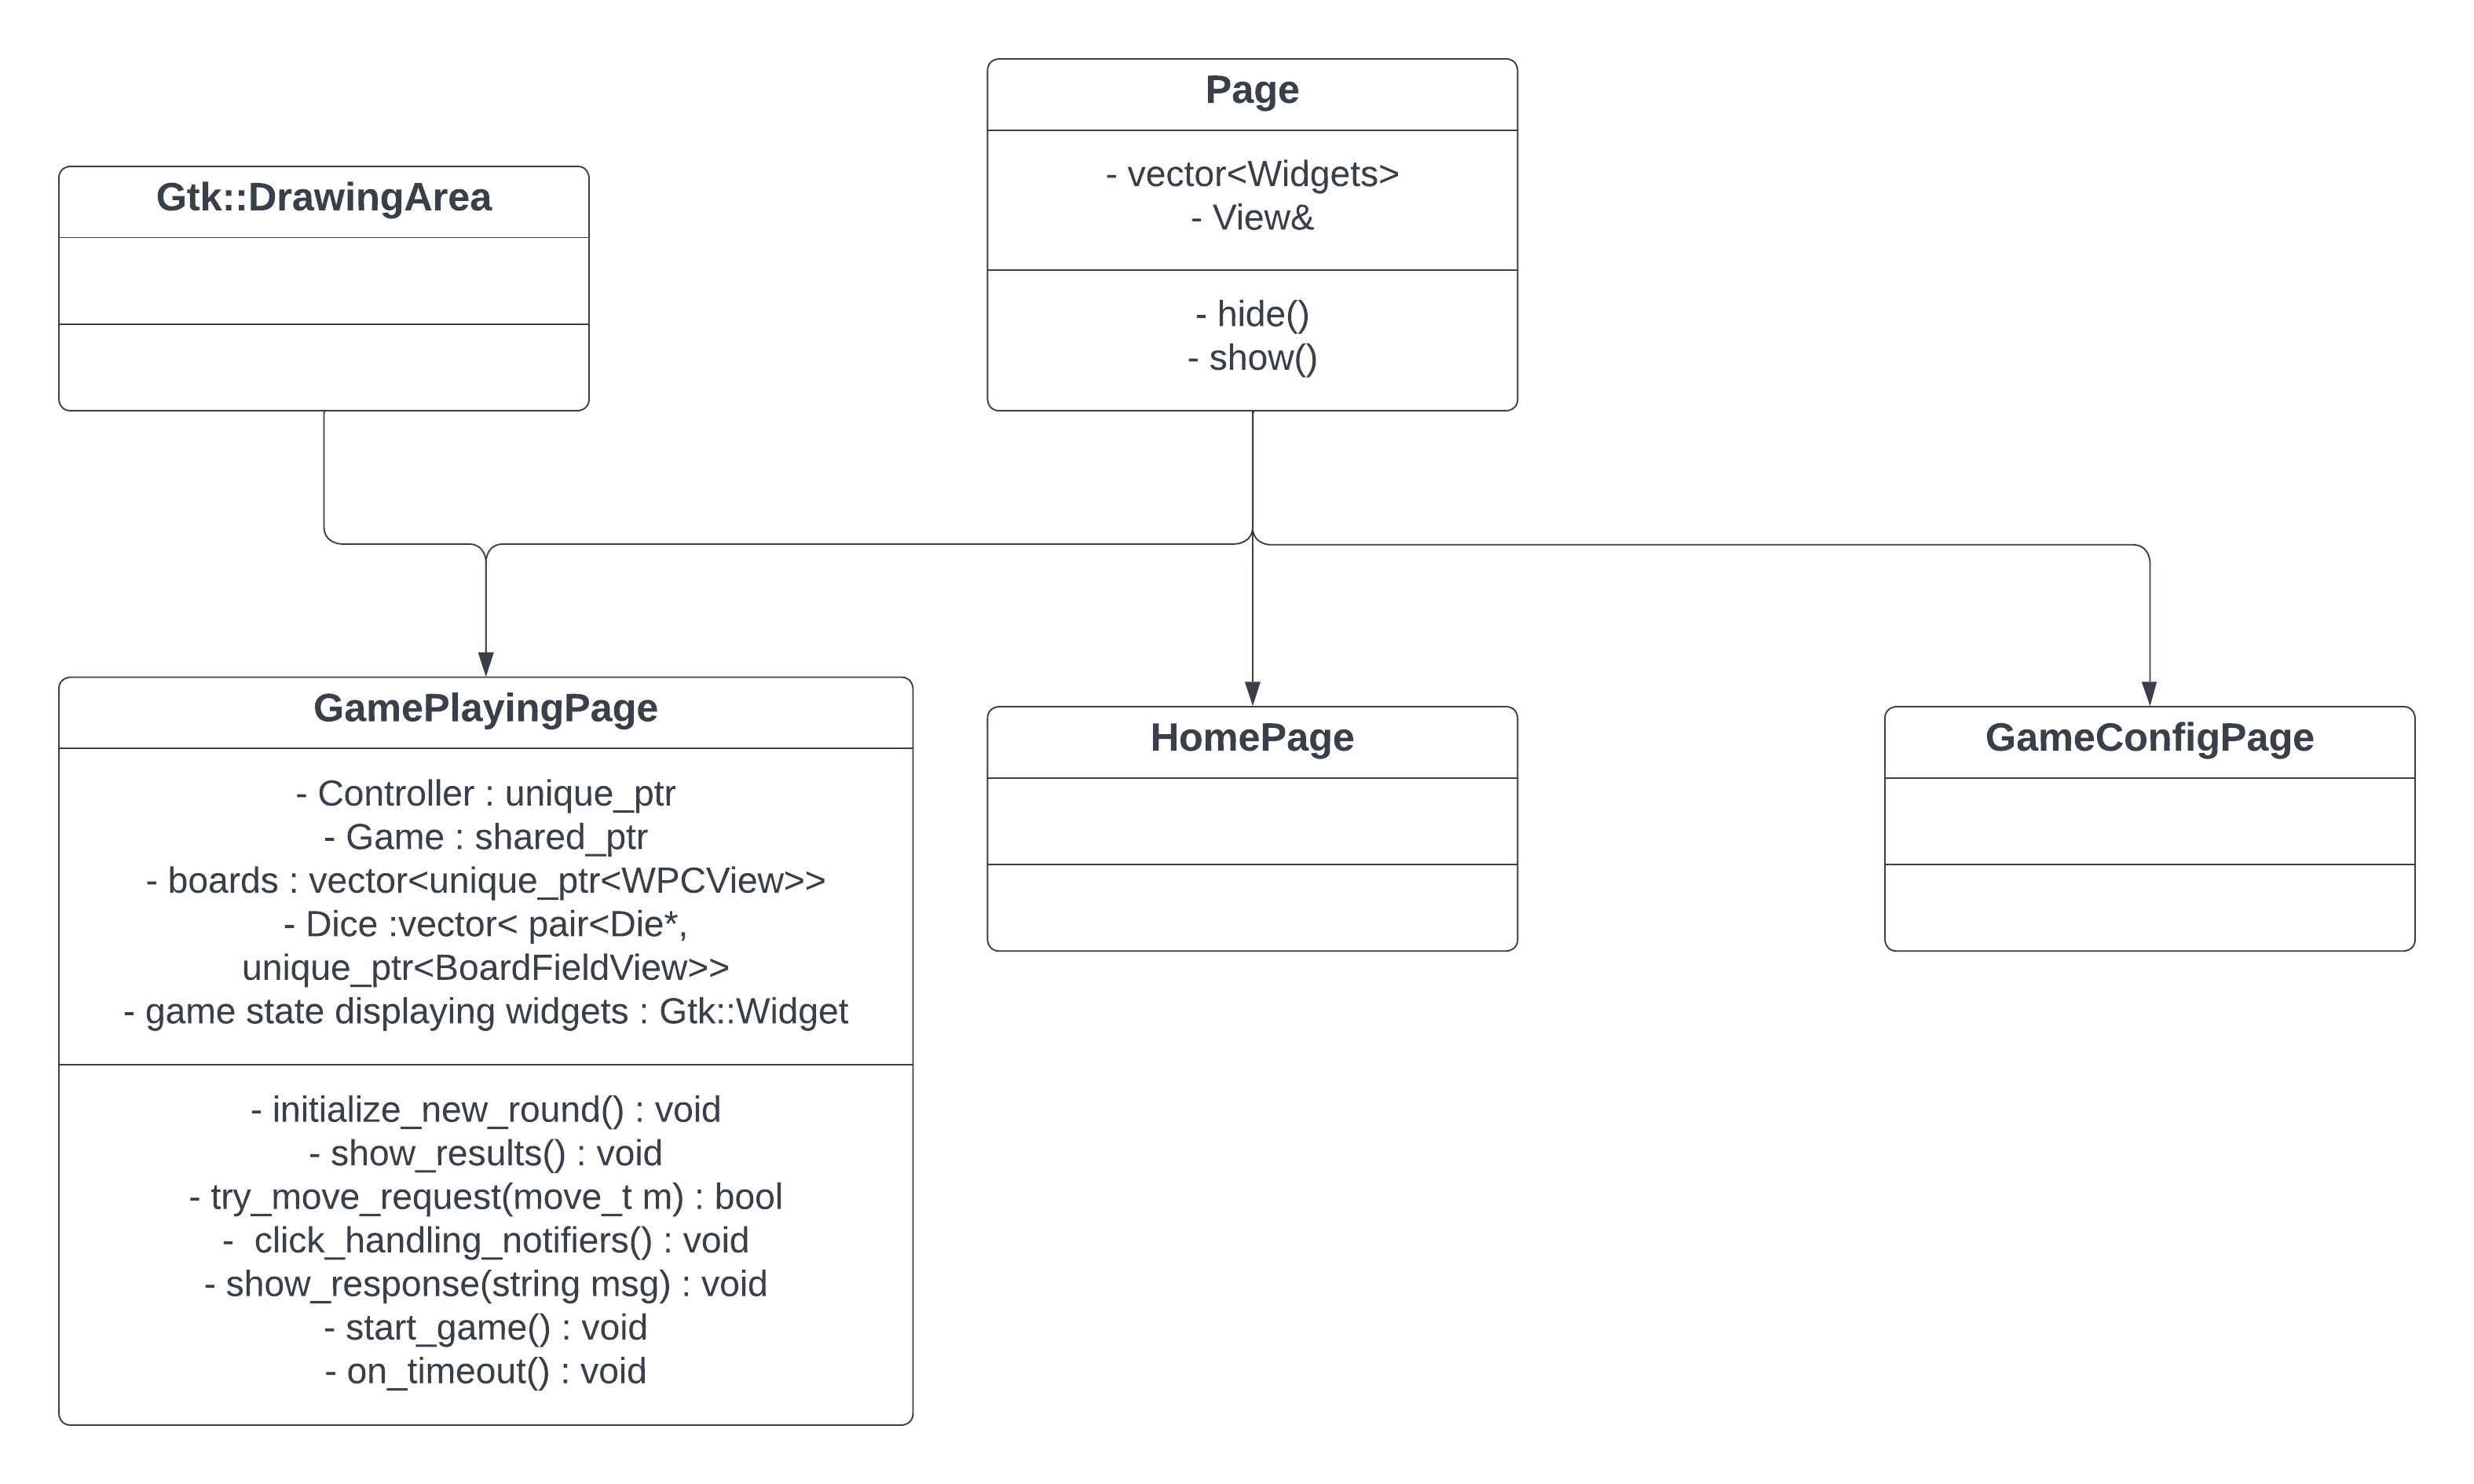 Page
- vector<Widgets>
- View&
- hide()
- show()
Gtk::DrawingArea
GamePlayingPage
- Controller : unique_ptr
- Game : shared_ptr
- boards : vector<unique_ptr<WPCView>>
- Dice :vector< pair<Die*,
unique_ptr<BoardFieldView>>
- game state displaying widgets : Gtk::Widget
- initialize_new_round() : void
- show_results() : void
- try_move_request(move_t m) : bool
-  click_handling_notifiers() : void
- show_response(string msg) : void
- start_game() : void
- on_timeout() : void
HomePage
GameConfigPage